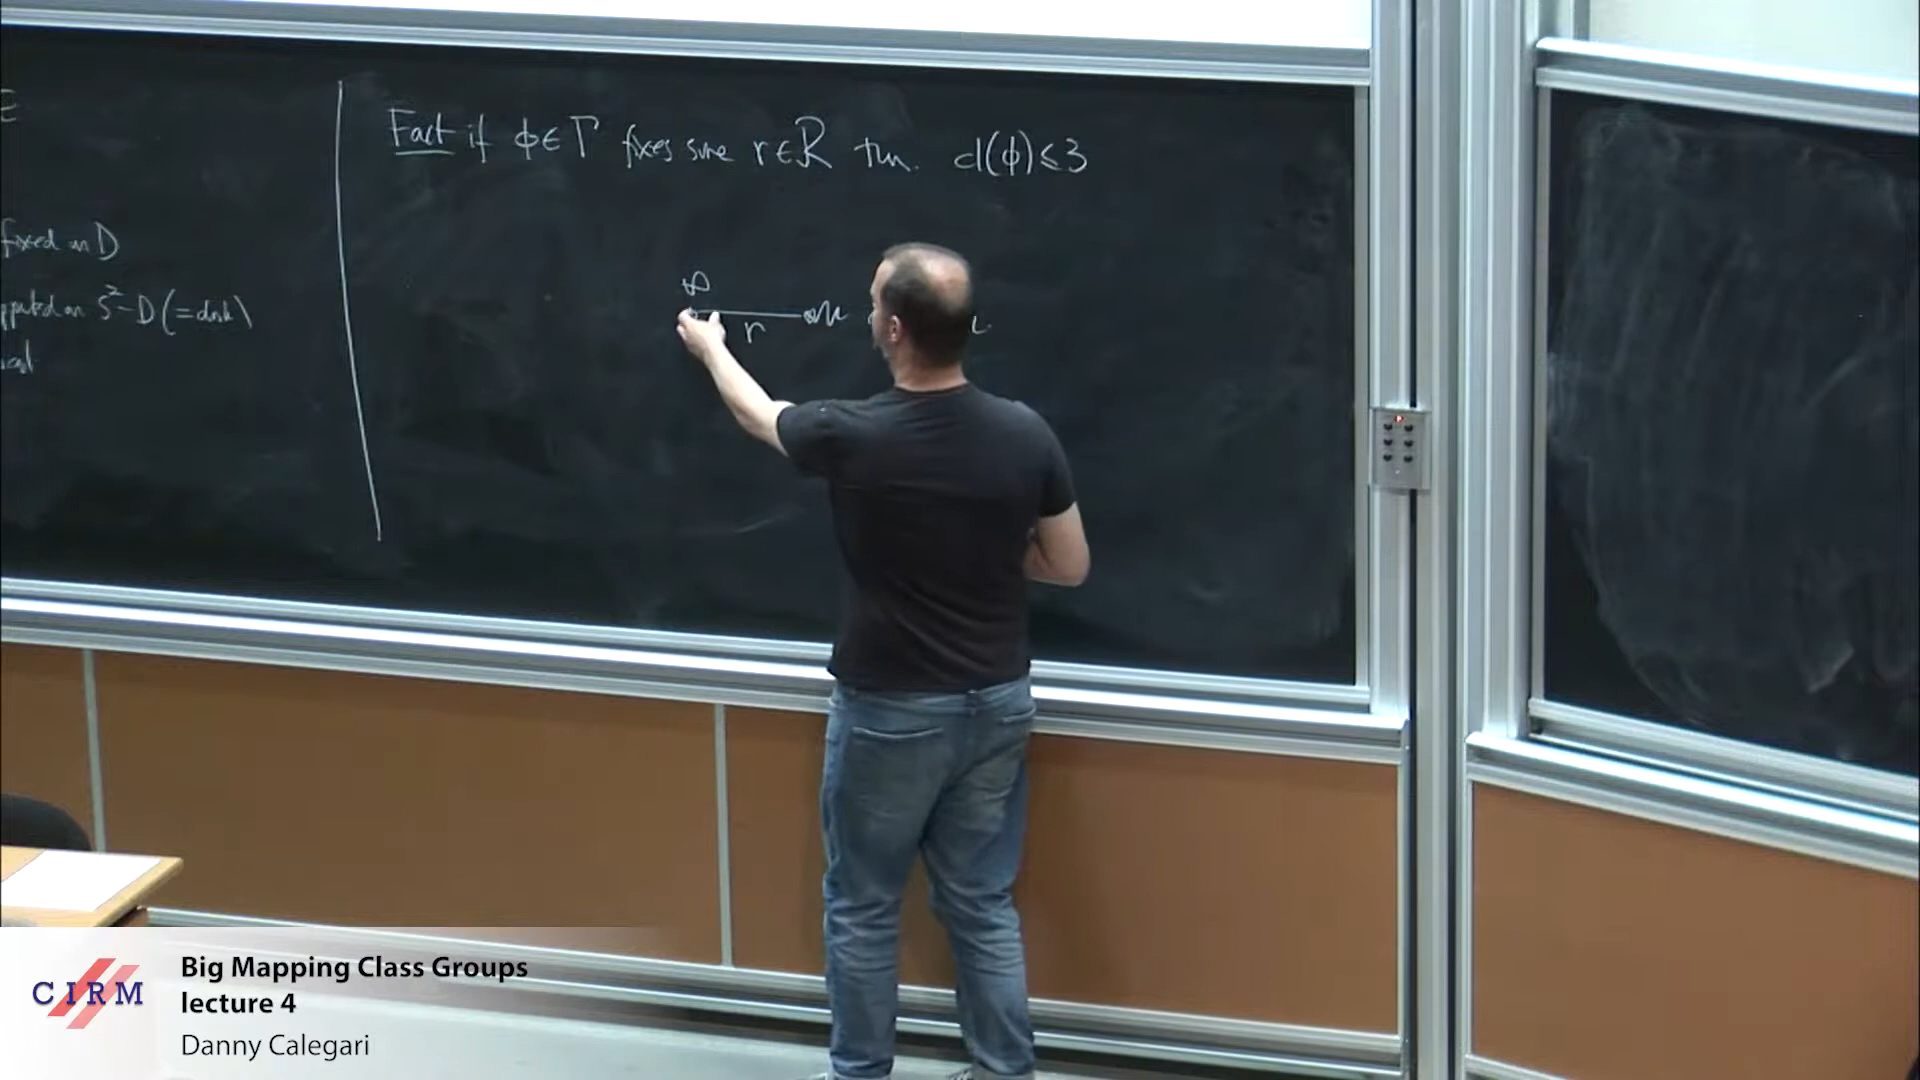 E
fixed on D
S²-D (= disk)
Fact if φ∈Γ fixes some r∈R then d(φ)≤3
∞
r
CIRM
Big Mapping Class Groups
lecture 4
Danny Calegari